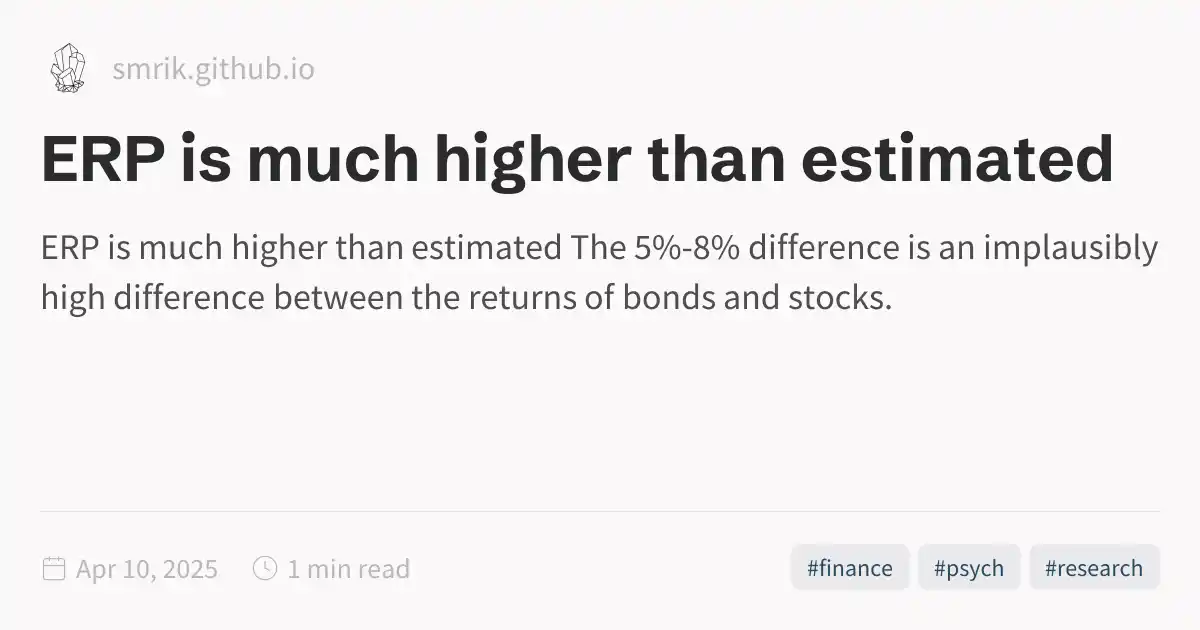 smrik.github.io
ERP is much higher than estimated
ERP is much higher than estimated The 5%-8% difference is an implausibly
high difference between the returns of bonds and stocks.
Apr 10, 2025 1 min read #finance #psych #research